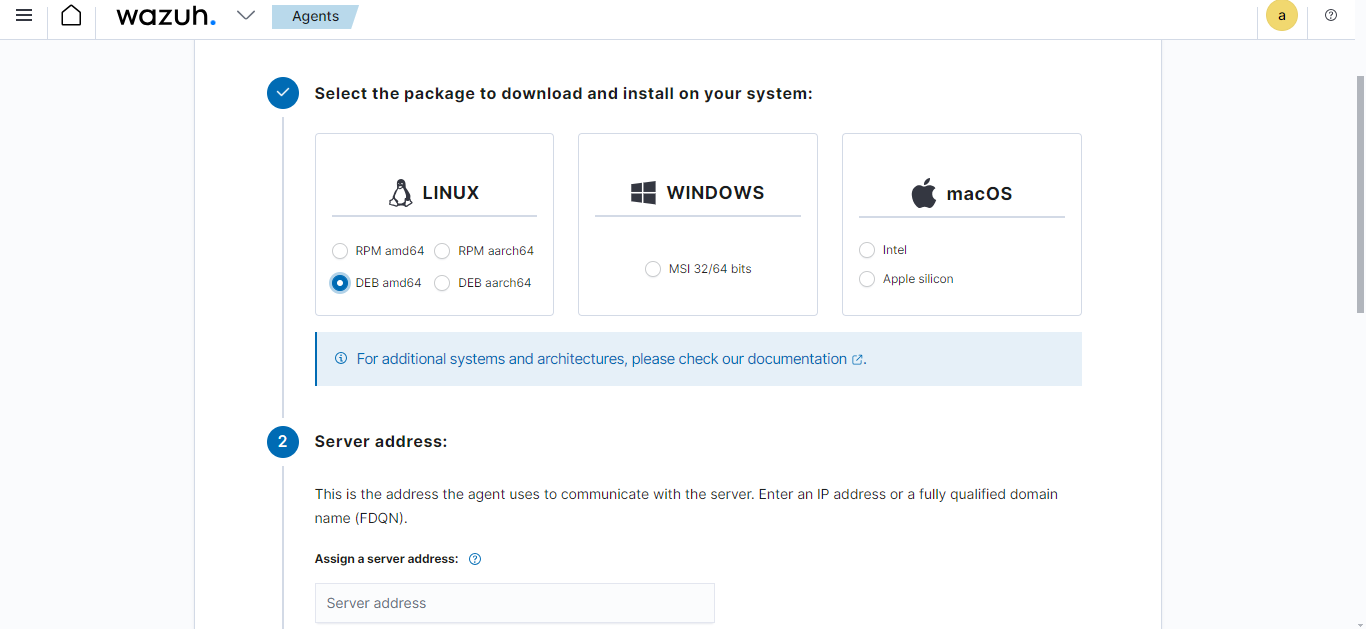 wazuh.
Agents
a
Select the package to download and install on your system:
LINUX
RPM amd64
RPM aarch64
DEB amd64
DEB aarch64
WINDOWS
MSI 32/64 bits
macOS
Intel
Apple silicon
For additional systems and architectures, please check our documentation .
2
Server address:
This is the address the agent uses to communicate with the server. Enter an IP address or a fully qualified domain
name (FDQN).
Assign a server address:
Server address